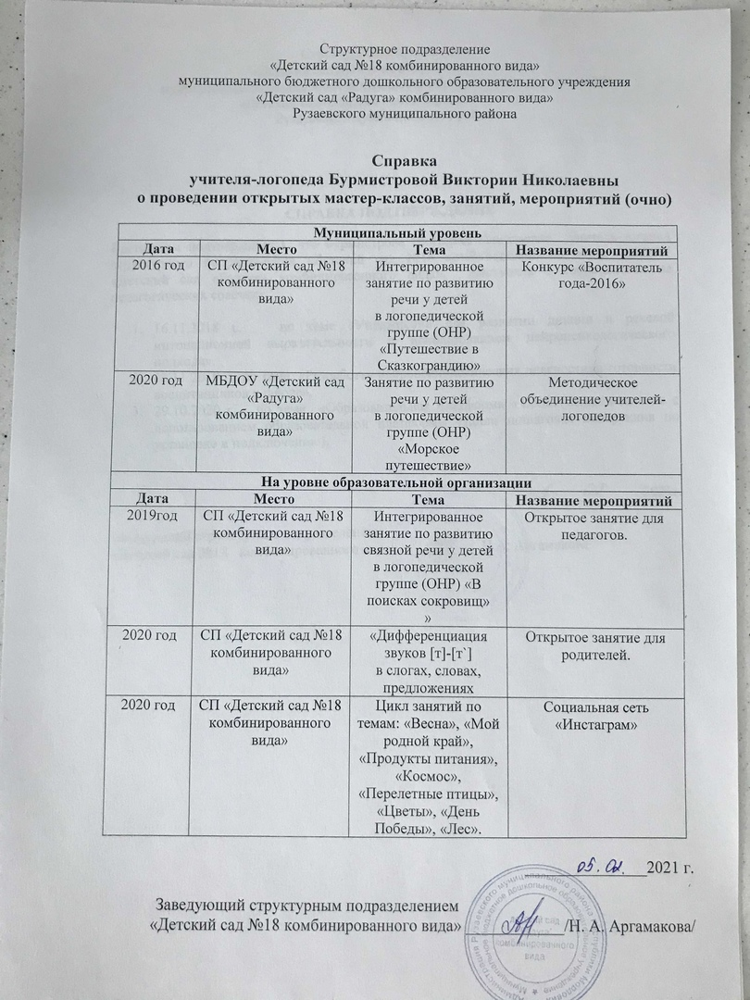 Структурное подразделение
«Детский сад №18 комбинированного вида»
муниципального бюджетного дошкольного образовательного учреждения
«Детский сад «Радуга» комбинированного вида»
Рузаевского муниципального района
Справка
учителя-логопеда Бурмистровой Виктории Николаевны
о проведении открытых мастер-классов, занятий, мероприятий (очно)
Муниципальный уровень
Дата Место Тема Название мероприятий
2016 год
СП «Детский сад №18
комбинированного
вида»
Интегрированное
занятие по развитию
речи у детей
в логопедической
группе (ОНР)
«Путешествие в
Сказкограндию»
Конкурс «Воспитатель
года-2016»
2020 год
МБДОУ «Детский сад
«Радуга»
комбинированного
вида»
Занятие по развитию
речи у детей
в логопедической
группе (ОНР)
«Морское
путешествие»
Методическое
объединение учителей-
логопедов
На уровне образовательной организации
Дата Место Тема Название мероприятий
2019год
СП «Детский сад №18
комбинированного
вида»
Интегрированное
занятие по развитию
связной речи у детей
в логопедической
группе (ОНР) «В
поисках сокровищ»
»
Открытое занятие для
педагогов.
2020 год
СП «Детский сад №18
комбинированного
вида»
«Дифференциация
звуков [т]-[т`]
в слогах, словах,
предложениях
Открытое занятие для
родителей.
2020 год
СП «Детский сад №18
комбинированного
вида»
Цикл занятий по
темам: «Весна», «Мой
родной край»,
«Продукты питания»,
«Космос»,
«Перелетные птицы»,
«Цветы», «День
Победы», «Лес».
Социальная сеть
«Инстаграм»
2021 г.
Заведующий структурным подразделением
«Детский сад №18 комбинированного вида» /Н. А. Аргамакова/
комбинированного
вида